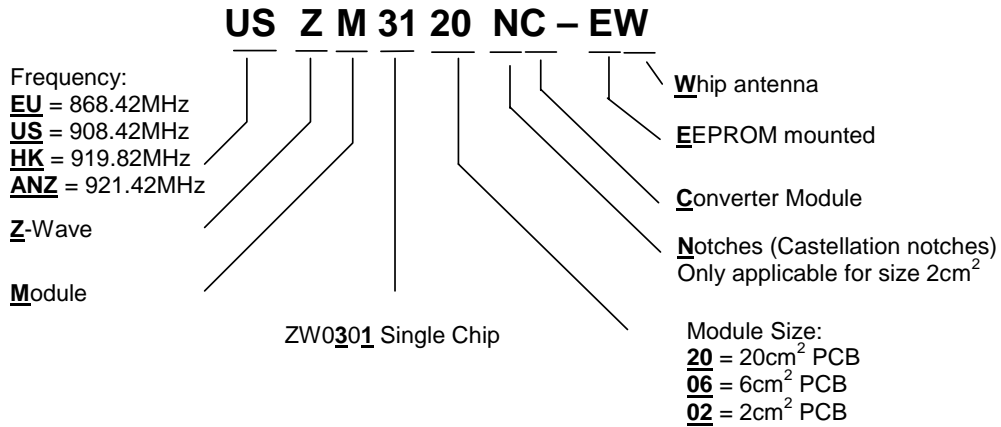 US Z M 31 20 NC – EW
Frequency:
EU = 868.42MHz
US = 908.42MHz
HK = 919.82MHz
ANZ = 921.42MHz
Z-Wave
Module
ZW0301 Single Chip
Whip antenna
EEPROM mounted
Converter Module
Notches (Castellation notches)
Only applicable for size 2cm²
Module Size:
20 = 20cm² PCB
06 = 6cm² PCB
02 = 2cm² PCB